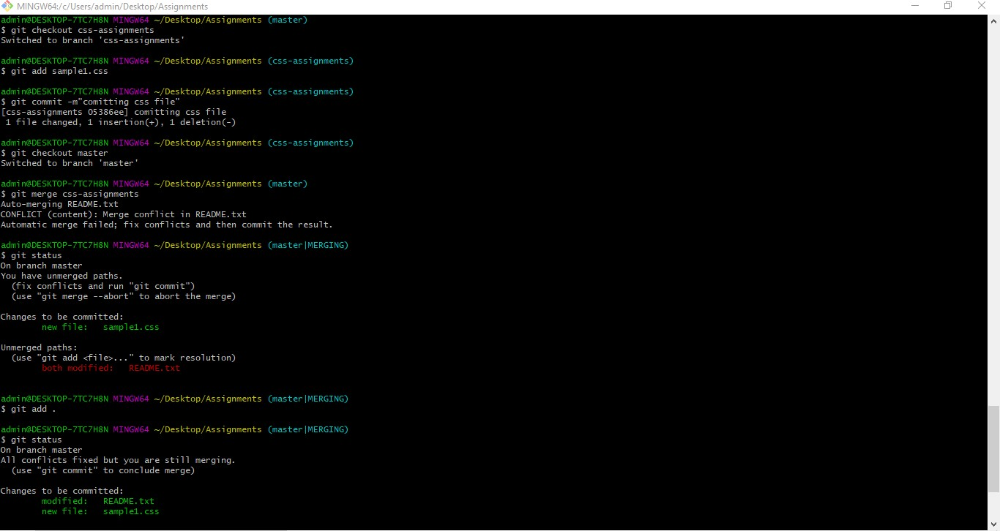 MINGW64:/c/Users/admin/Desktop/Assignments
admin@DESKTOP-7TC7H8N MINGW64 ~/Desktop/Assignments (master)
$ git checkout css-assignments
Switched to branch 'css-assignments'
admin@DESKTOP-7TC7H8N MINGW64 ~/Desktop/Assignments (css-assignments)
$ git add sample1.css
admin@DESKTOP-7TC7H8N MINGW64 ~/Desktop/Assignments (css-assignments)
$ git commit -m"comitting css file"
[css-assignments 05386ee] comitting css file
 1 file changed, 1 insertion(+), 1 deletion(-)
admin@DESKTOP-7TC7H8N MINGW64 ~/Desktop/Assignments (css-assignments)
$ git checkout master
Switched to branch 'master'
admin@DESKTOP-7TC7H8N MINGW64 ~/Desktop/Assignments (master)
$ git merge css-assignments
Auto-merging README.txt
CONFLICT (content): Merge conflict in README.txt
Automatic merge failed; fix conflicts and then commit the result.
admin@DESKTOP-7TC7H8N MINGW64 ~/Desktop/Assignments (master|MERGING)
$ git status
On branch master
You have unmerged paths.
  (fix conflicts and run "git commit")
  (use "git merge --abort" to abort the merge)
Changes to be committed:
        new file:   sample1.css
Unmerged paths:
  (use "git add <file>..." to mark resolution)
        both modified:   README.txt
admin@DESKTOP-7TC7H8N MINGW64 ~/Desktop/Assignments (master|MERGING)
$ git add .
admin@DESKTOP-7TC7H8N MINGW64 ~/Desktop/Assignments (master|MERGING)
$ git status
On branch master
All conflicts fixed but you are still merging.
  (use "git commit" to conclude merge)
Changes to be committed:
        modified:   README.txt
        new file:   sample1.css